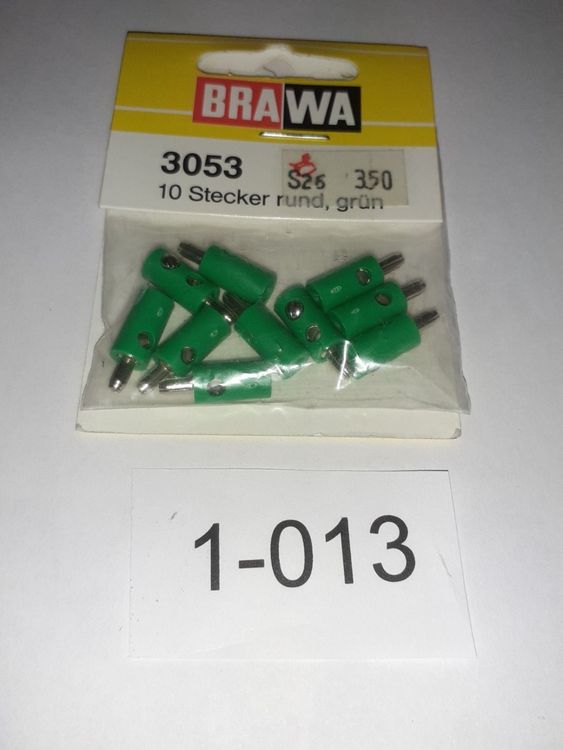 BRAWA
3053
S26 350
10 Stecker rund, grün
1-013